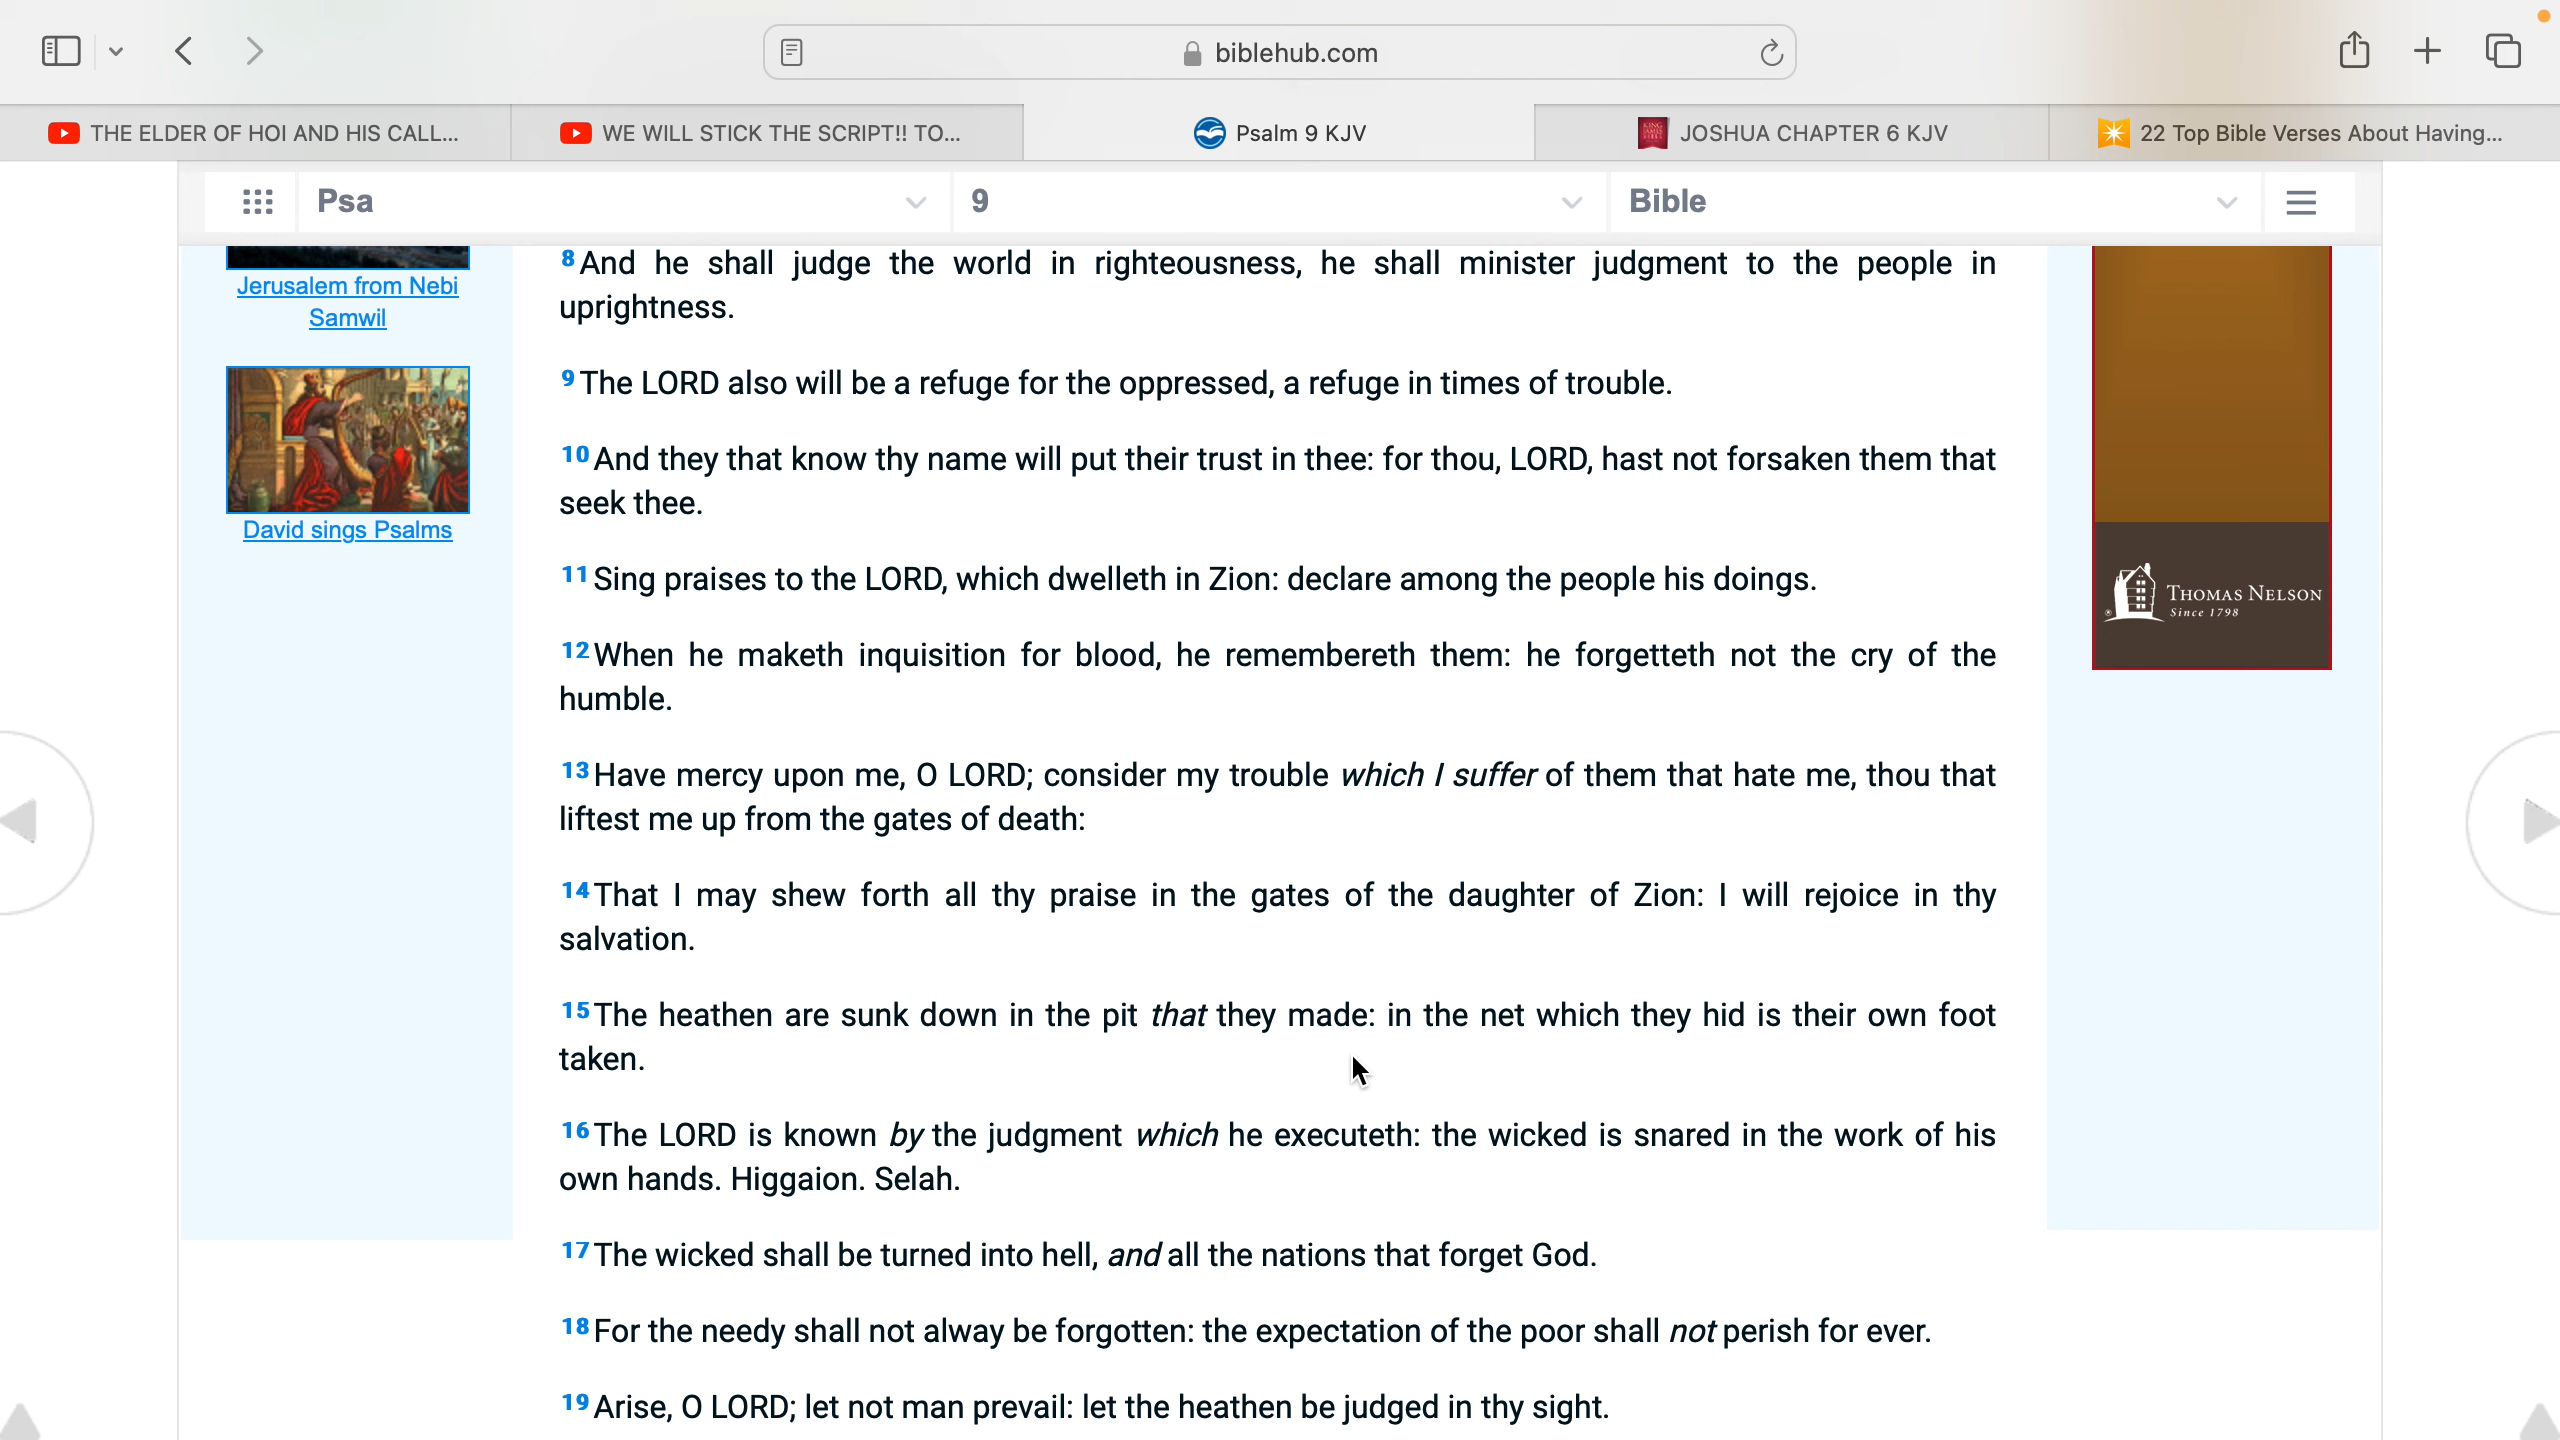 biblehub.com
THE ELDER OF HOI AND HIS CALL...
WE WILL STICK THE SCRIPT!! TO...
Psalm 9 KJV
KING JAMES BIBLE
JOSHUA CHAPTER 6 KJV
22 Top Bible Verses About Having...
Psa
9
Bible
Jerusalem from Nebi
Samwil
David sings Psalms
8 And he shall judge the world in righteousness, he shall minister judgment to the people in
uprightness.
9 The LORD also will be a refuge for the oppressed, a refuge in times of trouble.
10 And they that know thy name will put their trust in thee: for thou, LORD, hast not forsaken them that
seek thee.
11 Sing praises to the LORD, which dwelleth in Zion: declare among the people his doings.
12 When he maketh inquisition for blood, he remembereth them: he forgetteth not the cry of the
humble.
13 Have mercy upon me, O LORD; consider my trouble which I suffer of them that hate me, thou that
liftest me up from the gates of death:
14 That I may shew forth all thy praise in the gates of the daughter of Zion: I will rejoice in thy
salvation.
15 The heathen are sunk down in the pit that they made: in the net which they hid is their own foot
taken.
16 The LORD is known by the judgment which he executeth: the wicked is snared in the work of his
own hands. Higgaion. Selah.
17 The wicked shall be turned into hell, and all the nations that forget God.
18 For the needy shall not alway be forgotten: the expectation of the poor shall not perish for ever.
19 Arise, O LORD; let not man prevail: let the heathen be judged in thy sight.
® THOMAS NELSON
Since 1798